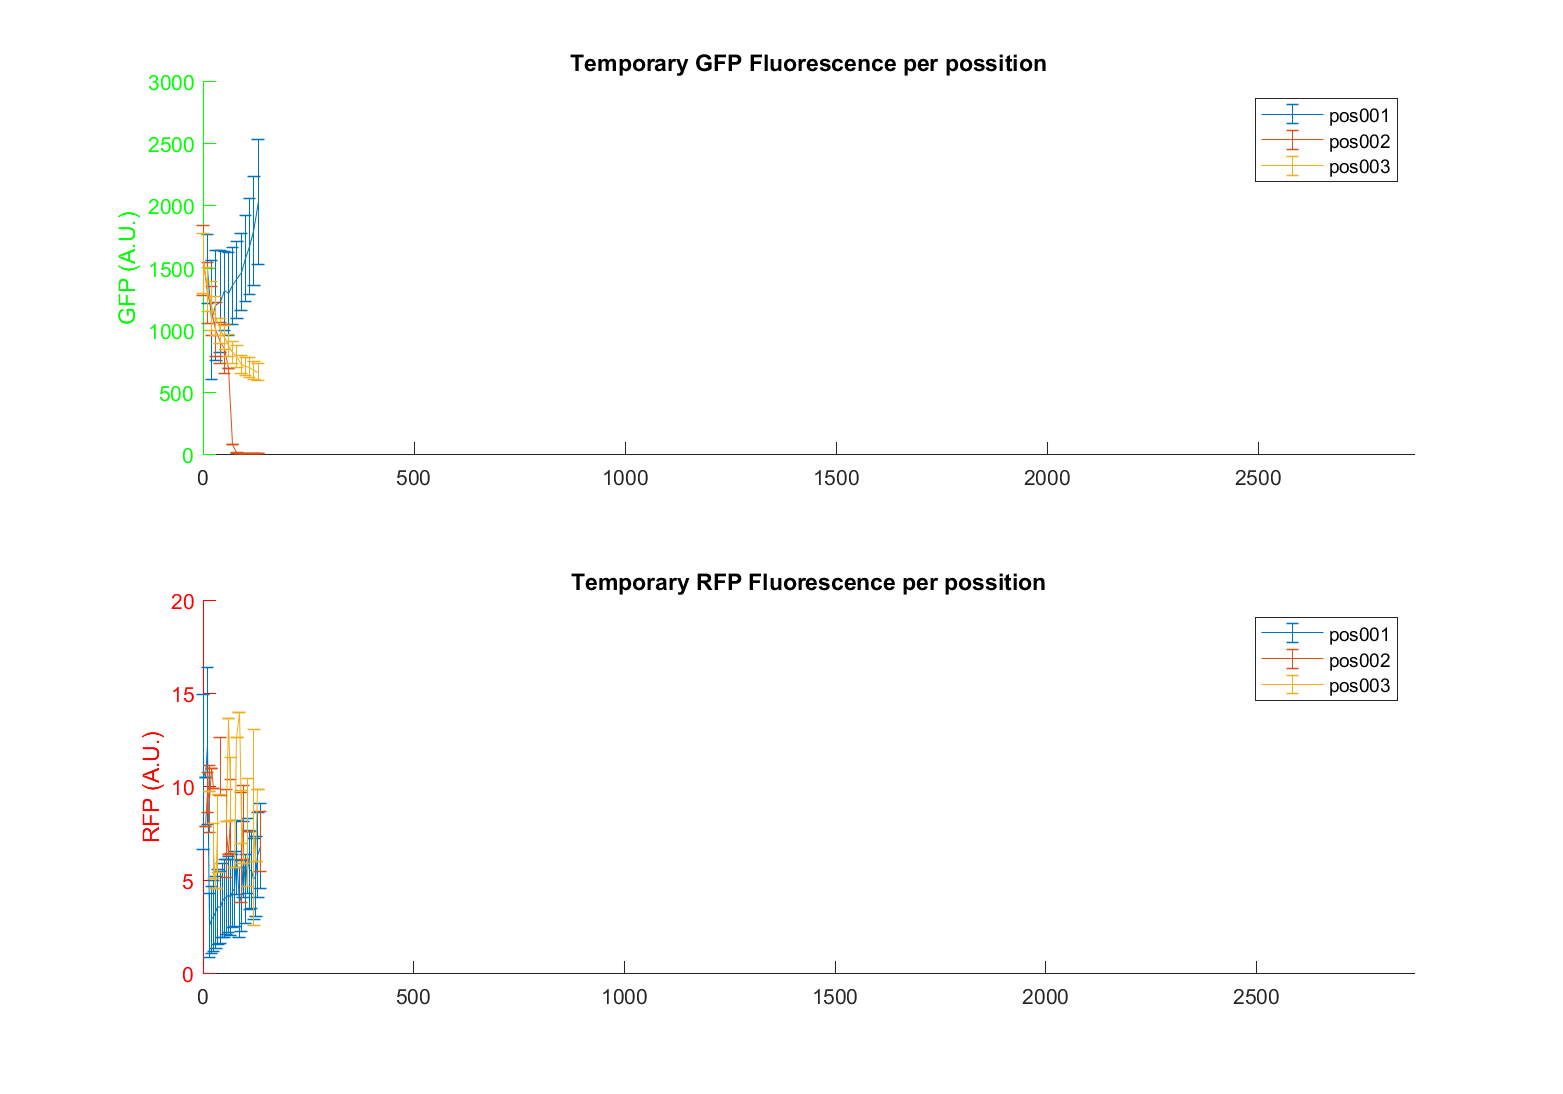 Temporary GFP Fluorescence per possition
GFP (A.U.)
3000
2500
2000
1500
1000
500
0
0 500 1000 1500 2000 2500
pos001
pos002
pos003
Temporary RFP Fluorescence per possition
RFP (A.U.)
20
15
10
5
0
0 500 1000 1500 2000 2500
pos001
pos002
pos003